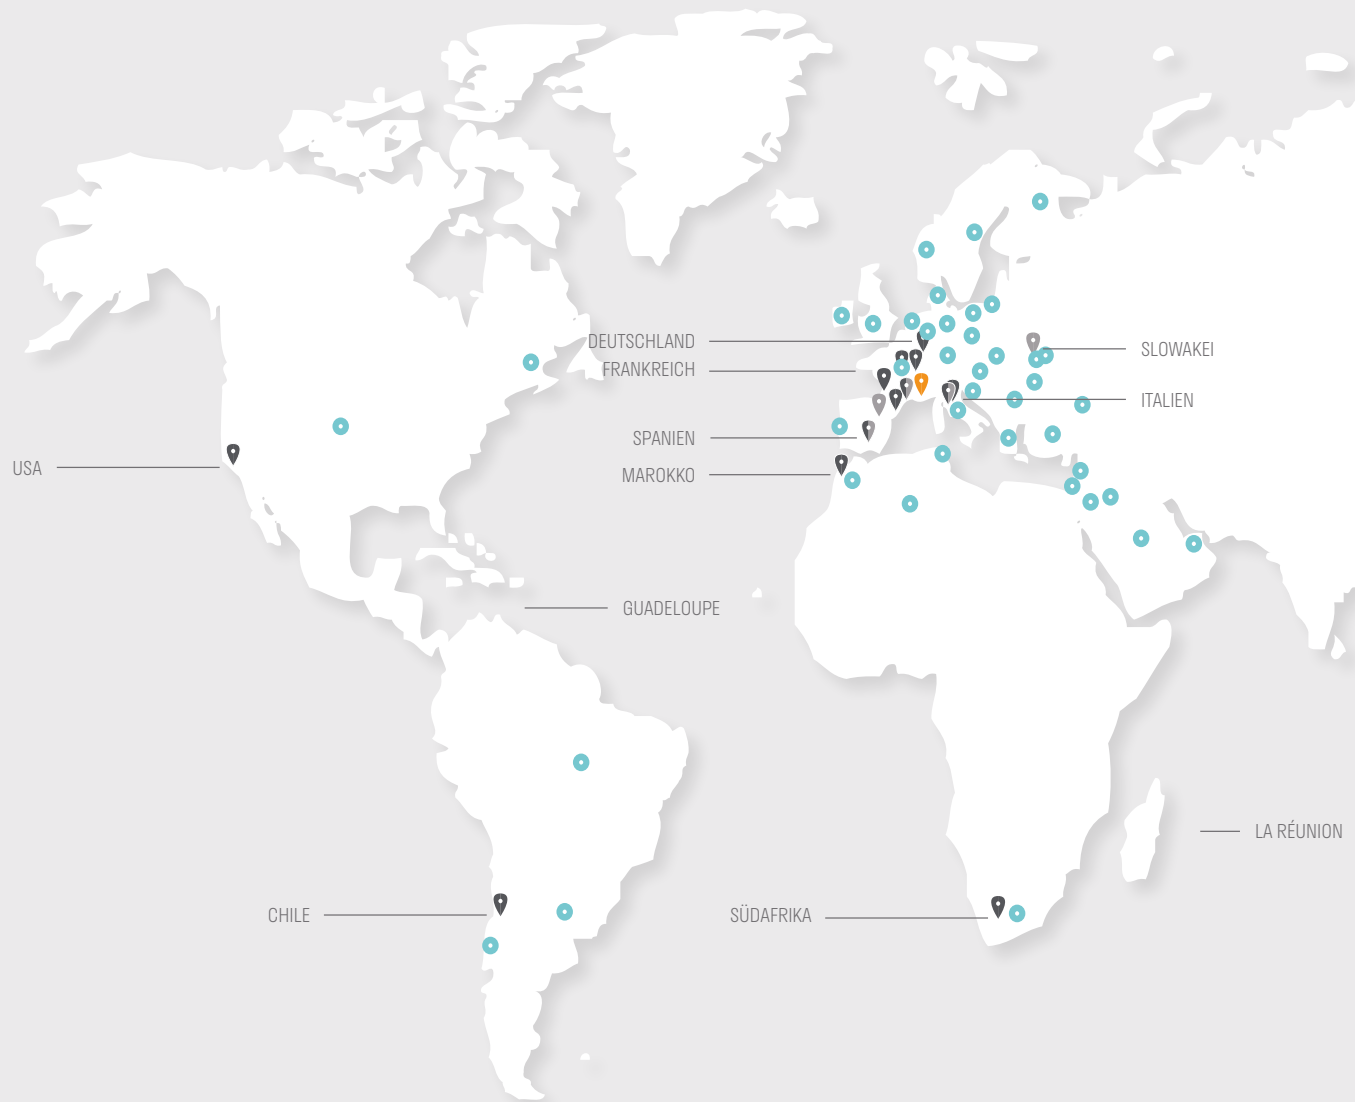 DEUTSCHLAND
SLOWAKEI
FRANKREICH
ITALIEN
SPANIEN
USA
MAROKKO
GUADELOUPE
LA RÉUNION
CHILE
SÜDAFRIKA